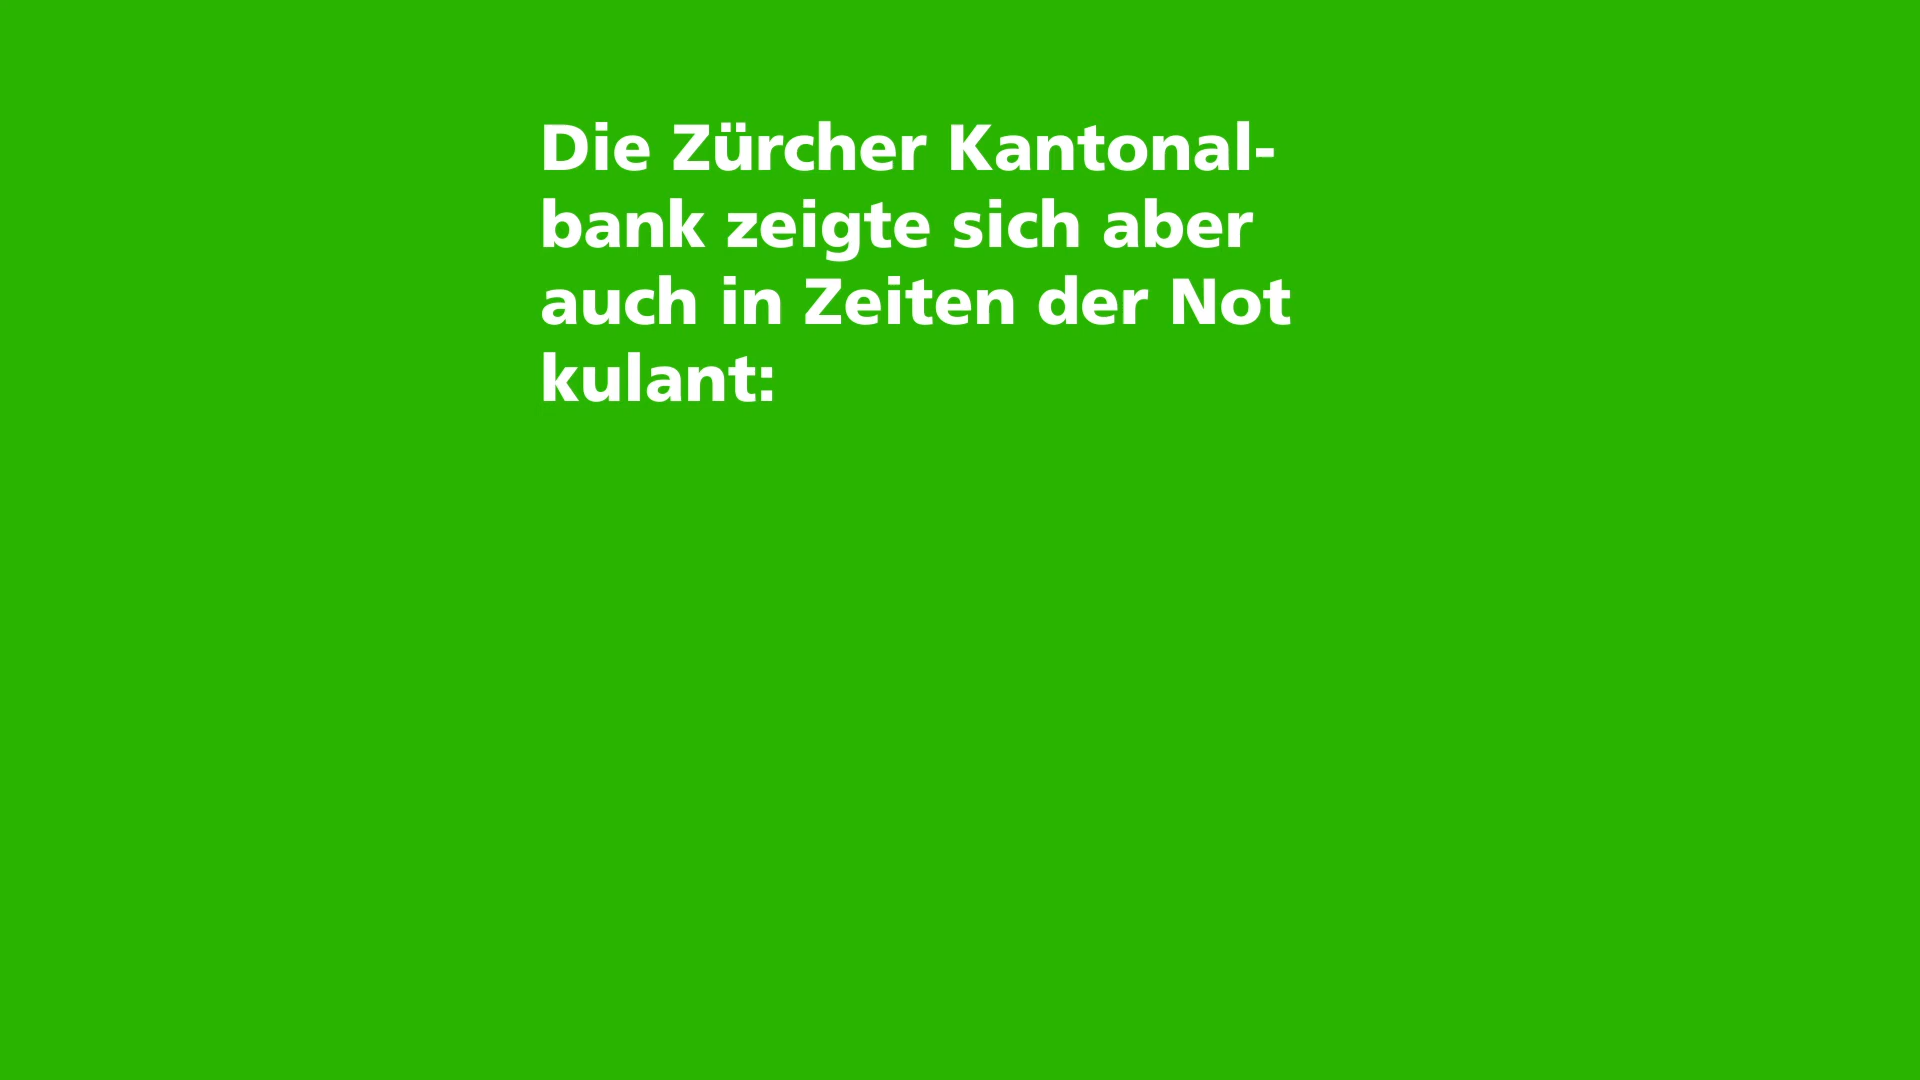 Die Zürcher Kantonal-
bank zeigte sich aber
auch in Zeiten der Not
kulant: